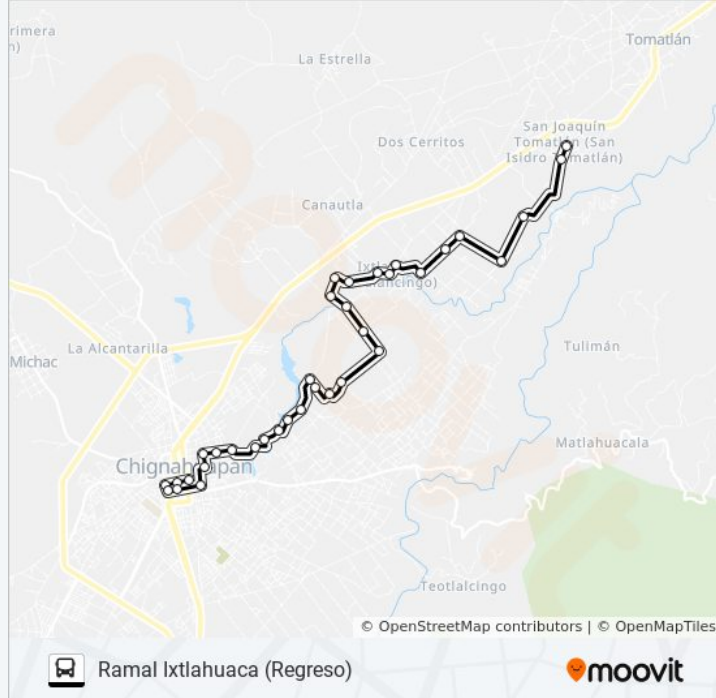 rimera
n)
La Estrella
Tomatlán
San Joaquín
Tomatlán (San
Isidro Tomatlán)
Dos Cerritos
Canautla
La Alcantarilla
Michac
Tulimán
Matlahuacala
Chignahuapan
Teotlalcingo
© OpenStreetMap contributors | © OpenMapTiles
Ramal Ixtlahuaca (Regreso)
moovit